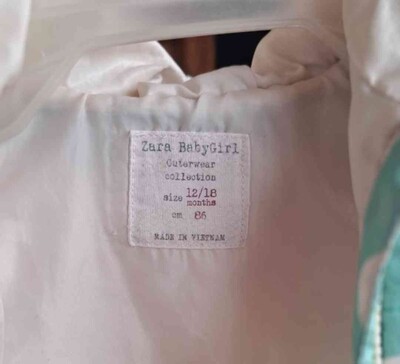 Zara BabyGirl
Outerwear
collection
size 12/18 months
cm 86
MADE IN VIETNAM